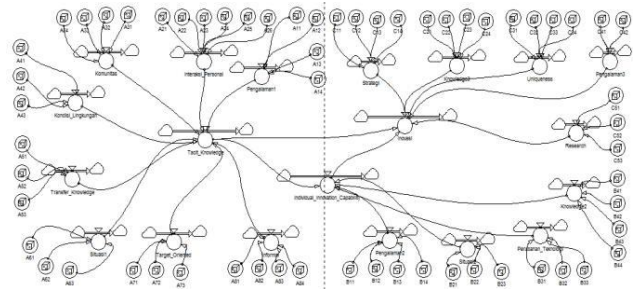 A34 A33 A32 A31
A21 A22 A23 A24 A25 A26
A11 A12
A13
A14
C11 C12 C13 C14
C21 C22 C23 C24
C31 C32 C33 C34
C41 C42
A41
A42
A43
Komunitas
Interaksi_Personal
Pengalaman1
Strategi
Uniqueness
Pengalaman3
Kondisi_Lingkungan
Tacit_Knowledge
Inovasi
C51
C52
C53
Research
A51
A52
A53
Transfer_Knowledge
Individual_Innovation_Capability
Knowledge2
B41
B42
B43
B44
Situasi1
Target_Oriented
Informal
Pengalaman2
Situasi2
Peranan_Teknologi
A61
A62
A63
A71
A72
A73
A81
A82
A83
A84
B11
B12
B13
B14
B21
B22
B23
B31
B32
B33